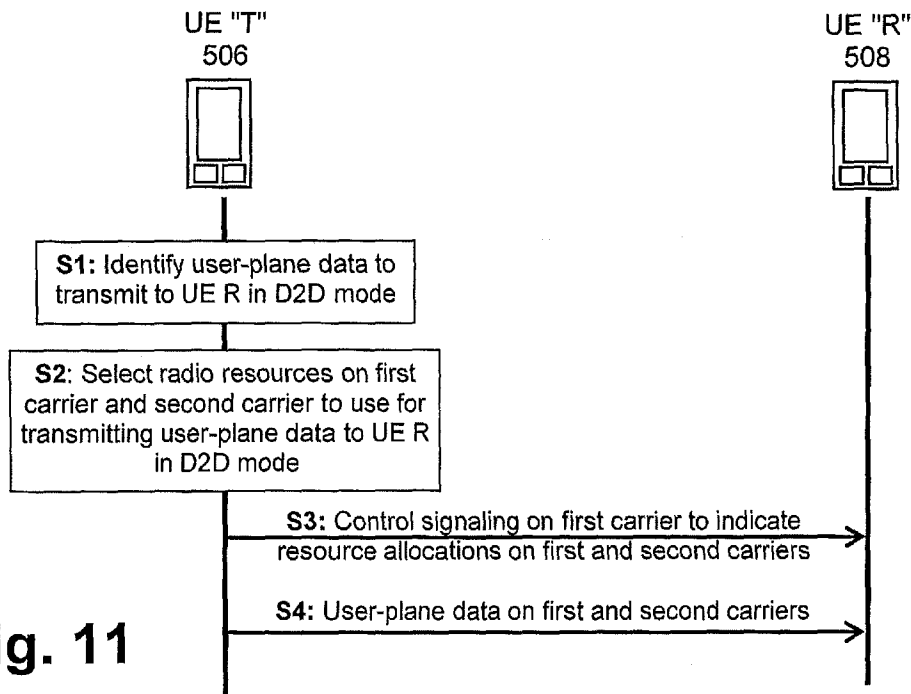 UE "T"
506
UE "R"
508
S1: Identify user-plane data to
transmit to UE R in D2D mode
S2: Select radio resources on first
carrier and second carrier to use for
transmitting user-plane data to UE R
in D2D mode
S3: Control signaling on first carrier to indicate
resource allocations on first and second carriers
S4: User-plane data on first and second carriers
g. 11